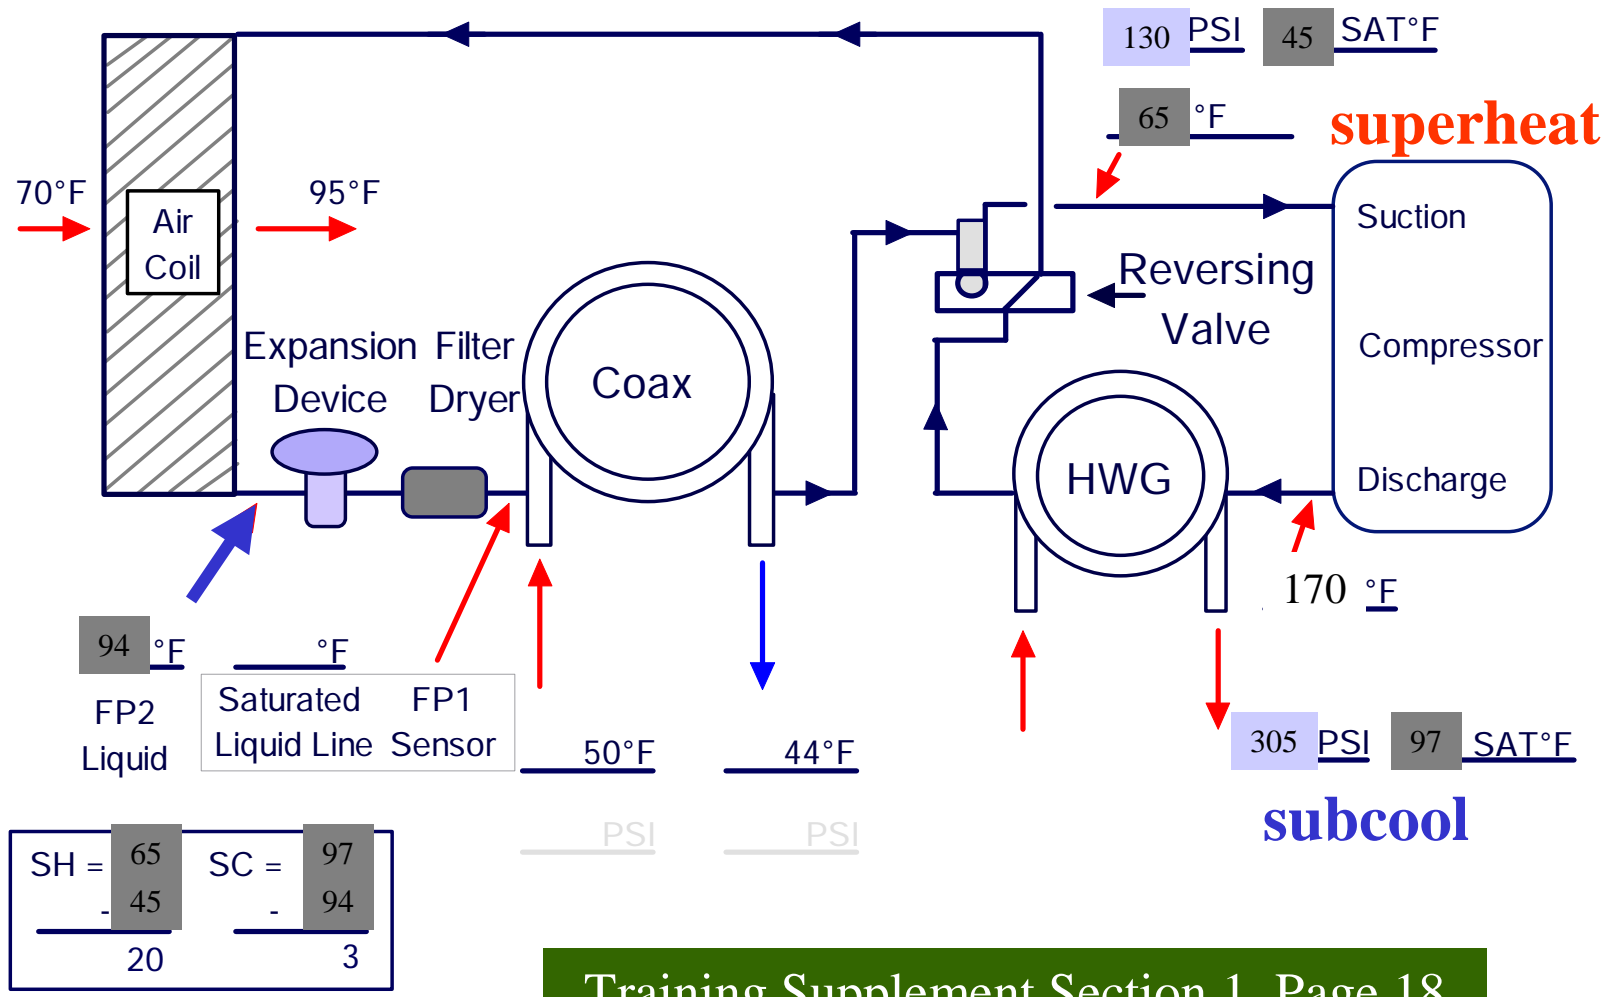 130 PSI 45 SAT°F
65 °F
superheat
70°F
95°F
Air
Coil
Suction
Reversing
Valve
Compressor
Discharge
Expansion
Device
Filter
Dryer
Coax
HWG
170 °F
94 °F
°F
FP2
Liquid
Saturated
Liquid Line
FP1
Sensor
50°F
44°F
PSI
PSI
305 PSI 97 SAT°F
subcool
SH = 65
- 45
20
SC = 97
- 94
3
Training Supplement Section 1, Page 18